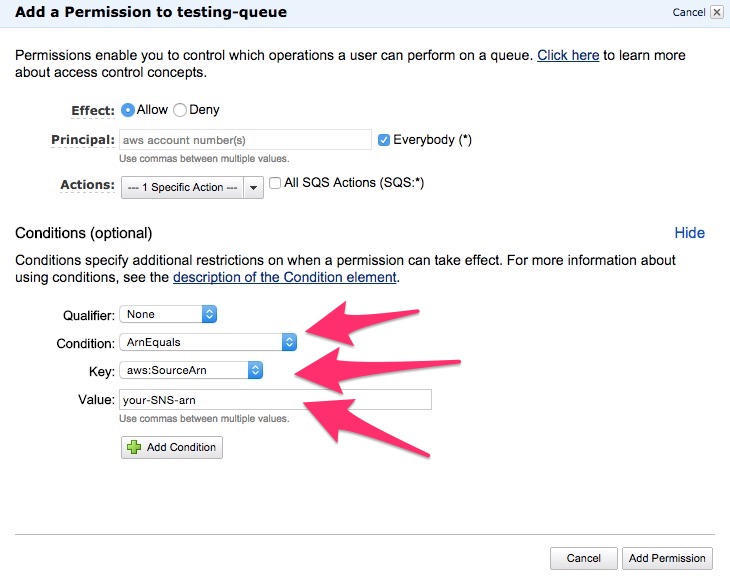 Add a Permission to testing-queue
Cancel
Permissions enable you to control which operations a user can perform on a queue. Click here to learn more
about access control concepts.
Effect: Allow Deny
Principal: aws account number(s) Everybody (*)
Use commas between multiple values.
Actions: --- 1 Specific Action --- All SQS Actions (SQS:*)
Conditions (optional) Hide
Conditions specify additional restrictions on when a permission can take effect. For more information about
using conditions, see the description of the Condition element.
Qualifier: None
Condition: ArnEquals
Key: aws:SourceArn
Value: your-SNS-arn
Use commas between multiple values.
Add Condition
Cancel Add Permission